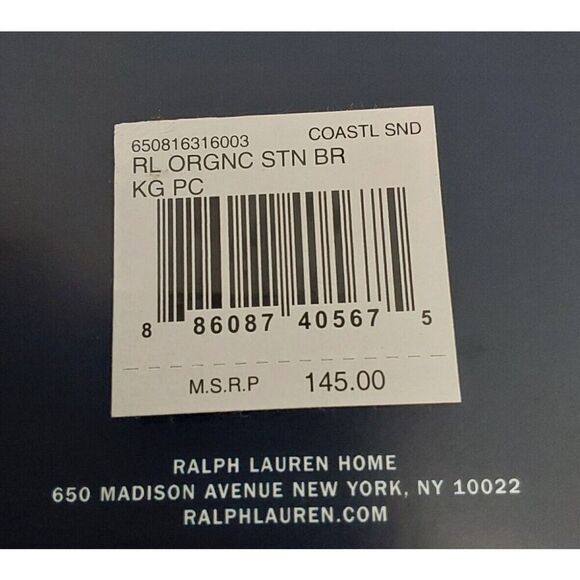 650816316003 COASTL SND
RL ORGNC STN BR
KG PC
8 86087 40567 5
M.S.R.P 145.00
RALPH LAUREN HOME
650 MADISON AVENUE NEW YORK, NY 10022
RALPHLAUREN.COM